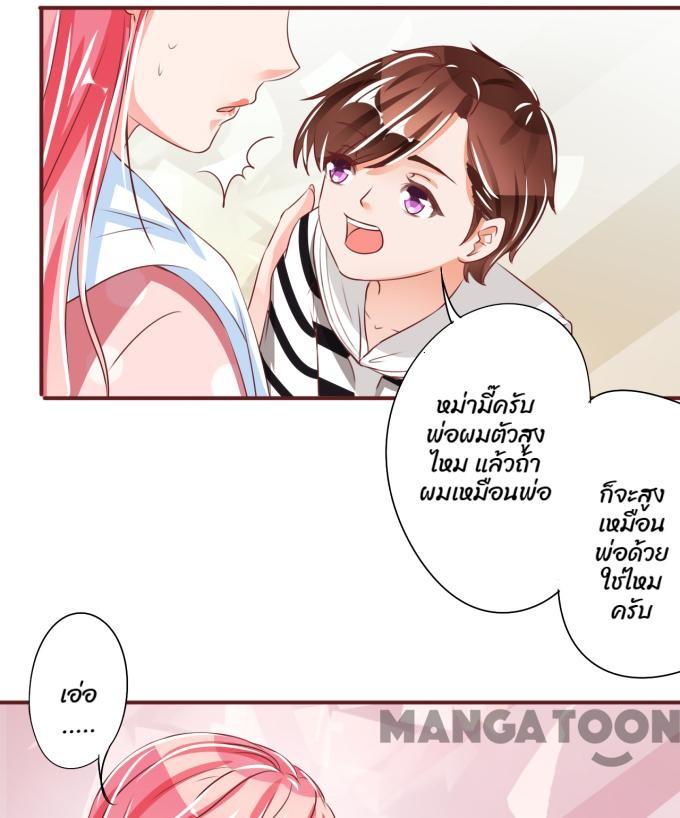 หม่ามี๊ครับ
พ่อผมตัวสูง
ไหม แล้วถ้า
ผมเหมือนพ่อ
ก็จะสูง
เหมือน
พ่อด้วย
ใช่ไหม
ครับ
เอ่อ
.....
MANGATOON